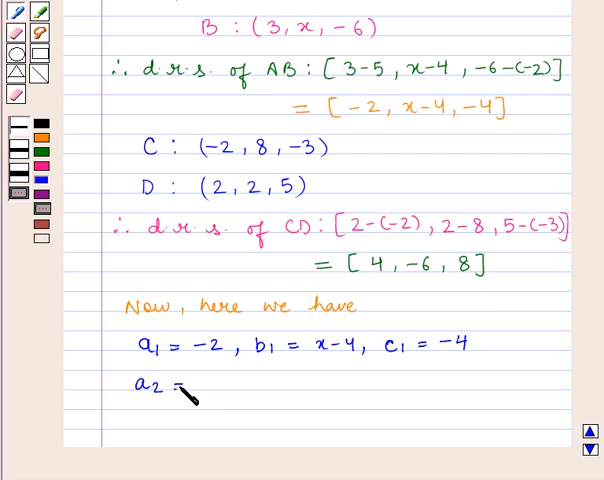 B : (3, x, -6)
∴ d.r.s. of AB : [3-5, x-4, -6-(-2)]
= [-2, x-4, -4]
C : (-2, 8, -3)
D : (2, 2, 5)
∴ d.r.s. of CD : [2-(-2), 2-8, 5-(-3)]
= [4, -6, 8]
Now, here we have
a₁ = -2, b₁ = x-4, c₁ = -4
a₂ =